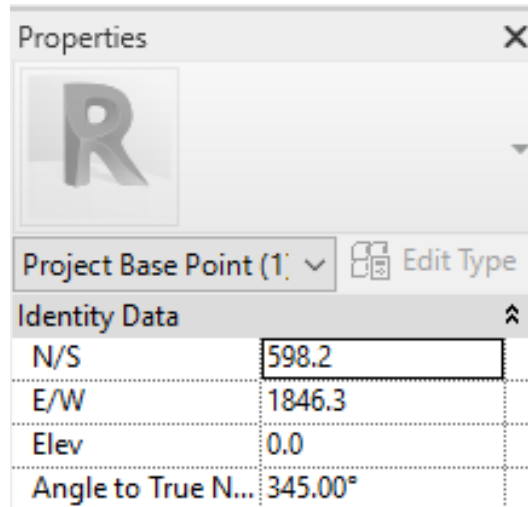 Properties
Project Base Point (1) Edit Type
Identity Data
N/S 598.2
E/W 1846.3
Elev 0.0
Angle to True N... 345.00°